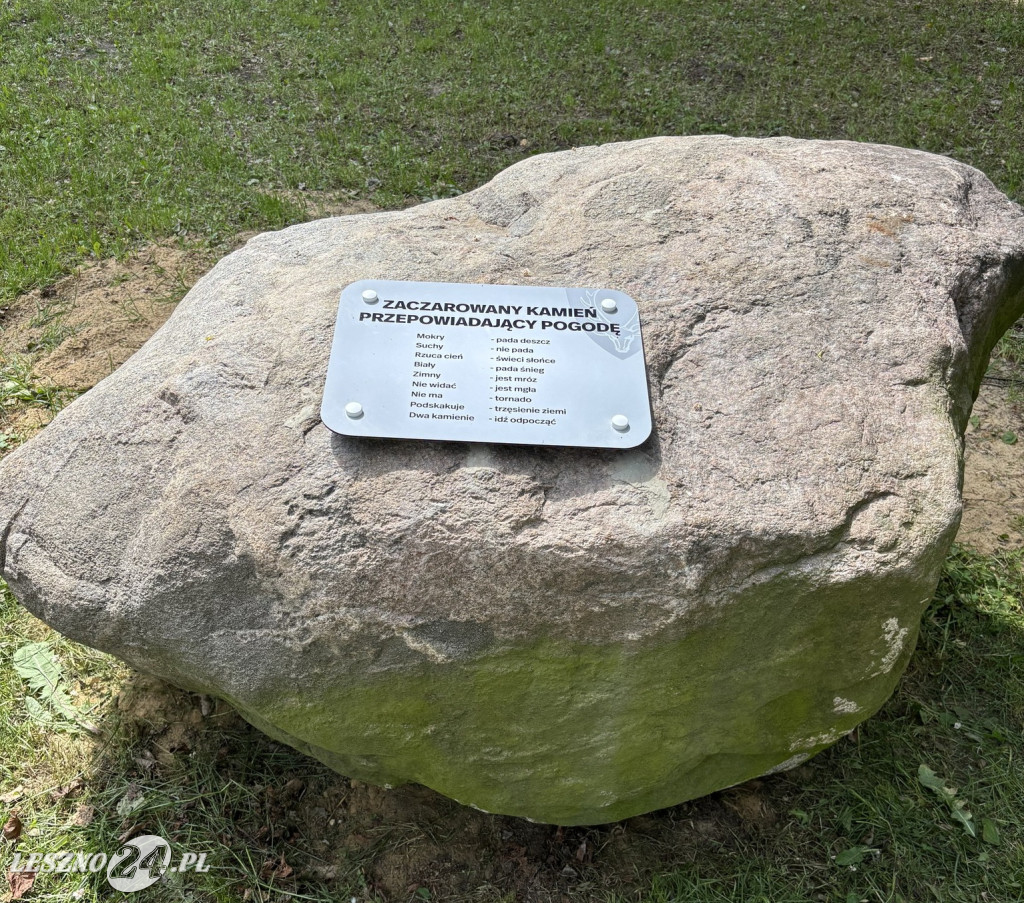 ZACZAROWANY KAMIEŃ
PRZEPOWIADAJĄCY POGODĘ
Mokry - pada deszcz
Suchy - nie pada
Rzuca cień - świeci słońce
Biały - pada śnieg
Zimny - jest mróz
Nie widać - jest mgła
Nie ma - tornado
Podskakuje - trzęsienie ziemi
Dwa kamienie - idź odpocząć
LESZNO24.PL